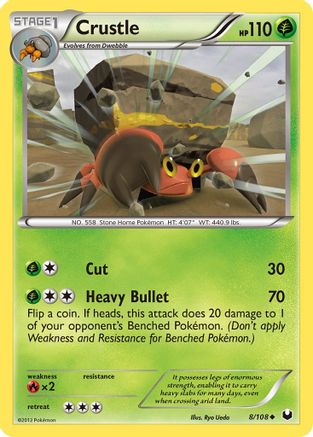 STAGE1 Crustle HP110
Evolves from Dwebble
NO. 558 Stone Home Pokémon HT: 4'07" WT: 440.9 lbs.
Cut 30
Heavy Bullet 70
Flip a coin. If heads, this attack does 20 damage to 1
of your opponent's Benched Pokémon. (Don't apply
Weakness and Resistance for Benched Pokémon.)
weakness resistance
×2
It possesses legs of enormous
strength, enabling it to carry
heavy slabs for many days, even
when crossing arid land.
retreat
©2012 Pokémon Illus. Ryo Ueda 8/108